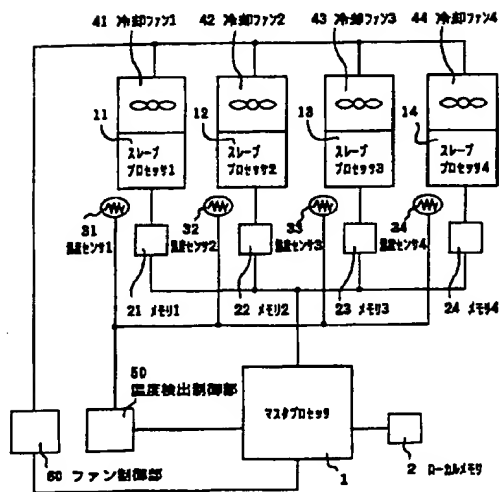 41 冷却ファン1 42 冷却ファン2 43 冷却ファン3 44 冷却ファン4
11 12 13 14
スレーブ プロセッサ1
スレーブ プロセッサ2
スレーブ プロセッサ3
スレーブ プロセッサ4
31 温度センサ1
32 温度センサ2
33 温度センサ3
34 温度センサ4
21 メモリ1 22 メモリ2 23 メモリ3 24 メモリ4
50
温度検出制御部
マスタプロセッサ
60 ファン制御部
1
2 ローカルメモリ